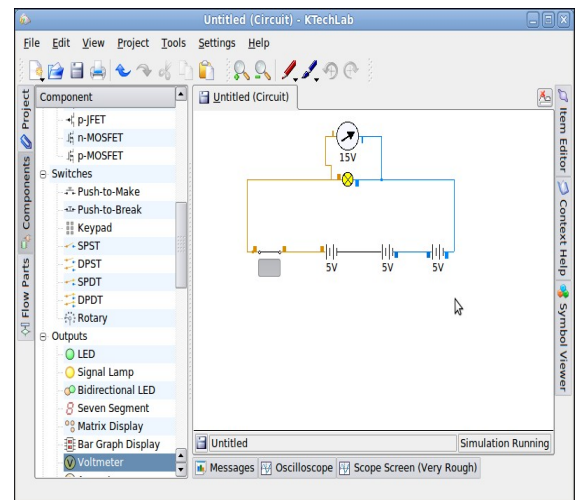 Untitled (Circuit) - KTechLab
File Edit View Project Tools Settings Help
Project
Components
Flow Parts
Component
p-JFET
n-MOSFET
p-MOSFET
Switches
Push-to-Make
Push-to-Break
Keypad
SPST
DPST
SPDT
DPDT
Rotary
Outputs
LED
Signal Lamp
Bidirectional LED
Seven Segment
Matrix Display
Bar Graph Display
Voltmeter
Untitled (Circuit)
15V
5V 5V 5V
Untitled Simulation Running
Messages Oscilloscope Scope Screen (Very Rough)
Item Editor
Context Help
Symbol Viewer